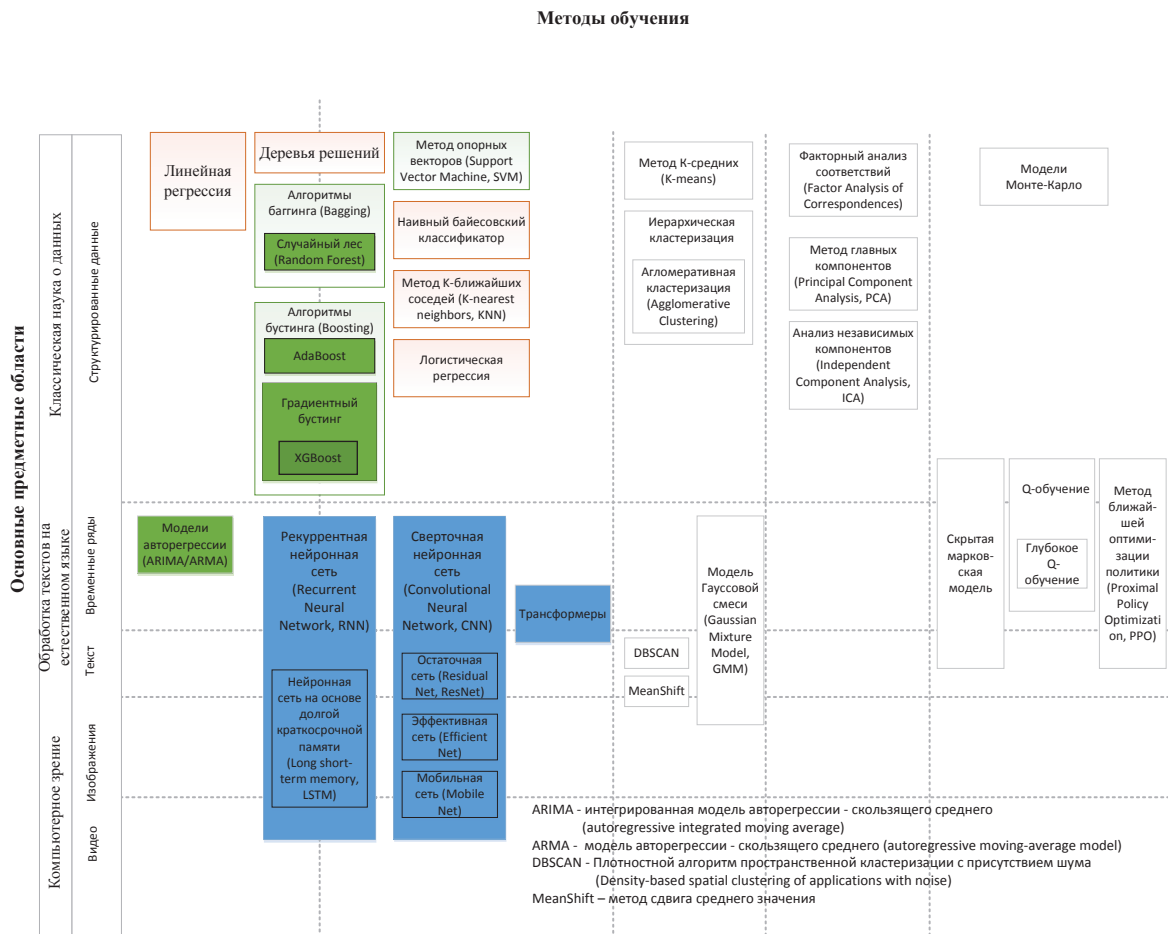 Методы обучения
Основные предметные области
Классическая наука о данных
Структурированные данные
Обработка текстов на
естественном языке
Временные ряды
Текст
Компьютерное зрение
Изображения
Видео
Линейная
регрессия
Деревья решений
Алгоритмы
баггинга (Bagging)
Случайный лес
(Random Forest)
Алгоритмы
бустинга (Boosting)
AdaBoost
Градиентный
бустинг
XGBoost
Метод опорных
векторов (Support
Vector Machine, SVM)
Наивный байесовский
классификатор
Метод К-ближайших
соседей (K-nearest
neighbors, KNN)
Логистическая
регрессия
Метод К-средних
(K-means)
Иерархическая
кластеризация
Агломеративная
кластеризация
(Agglomerative
Clustering)
Факторный анализ
соответствий
(Factor Analysis of
Correspondences)
Метод главных
компонентов
(Principal Component
Analysis, PCA)
Анализ независимых
компонентов
(Independent
Component Analysis,
ICA)
Модели
Монте-Карло
Модели
авторегрессии
(ARIMA/ARMA)
Рекуррентная
нейронная
сеть
(Recurrent
Neural
Network, RNN)
Нейронная
сеть на основе
долгой
краткосрочной
памяти
(Long short-
term memory,
LSTM)
Сверточная
нейронная
сеть
(Convolutional
Neural
Network, CNN)
Остаточная
сеть (Residual
Net, ResNet)
Эффективная
сеть (Efficient
Net)
Мобильная
сеть (Mobile
Net)
Трансформеры
DBSCAN
MeanShift
Модель
Гауссовой
смеси
(Gaussian
Mixture
Model,
GMM)
Скрытая
марков-
ская
модель
Q-обучение
Глубокое
Q-
обучение
Метод
ближай-
шей
оптими-
зации
политики
(Proximal
Policy
Optimizati
on, PPO)
ARIMA - интегрированная модель авторегрессии - скользящего среднего
(autoregressive integrated moving average)
ARMA - модель авторегрессии - скользящего среднего (autoregressive moving-average model)
DBSCAN - Плотностной алгоритм пространственной кластеризации с присутствием шума
(Density-based spatial clustering of applications with noise)
MeanShift – метод сдвига среднего значения